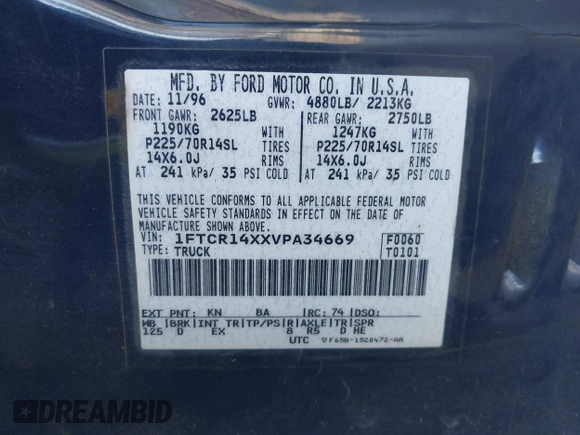 MFD. BY FORD MOTOR CO. IN U.S.A.
DATE: 11/96 GVWR: 4880LB/ 2213KG
FRONT GAWR: 2625LB REAR GAWR: 2750LB
1190KG WITH 1247KG WITH
P225/70R14SL TIRES P225/70R14SL TIRES
14X6.0J RIMS 14X6.0J RIMS
AT 241 kPa/ 35 PSI COLD AT 241 kPa/ 35 PSI COLD
THIS VEHICLE CONFORMS TO ALL APPLICABLE FEDERAL MOTOR
VEHICLE SAFETY STANDARDS IN EFFECT ON THE DATE OF
MANUFACTURE SHOWN ABOVE.
VIN: 1FTCR14XXVPA34669 F0060
TYPE: TRUCK T0101
EXT PNT: KN BA RC: 74 DSO:
WB BRK INT TR TP/PS R AXLE TR SPR
125 D EX 8 R5 D HE
UTC
DREAMBID